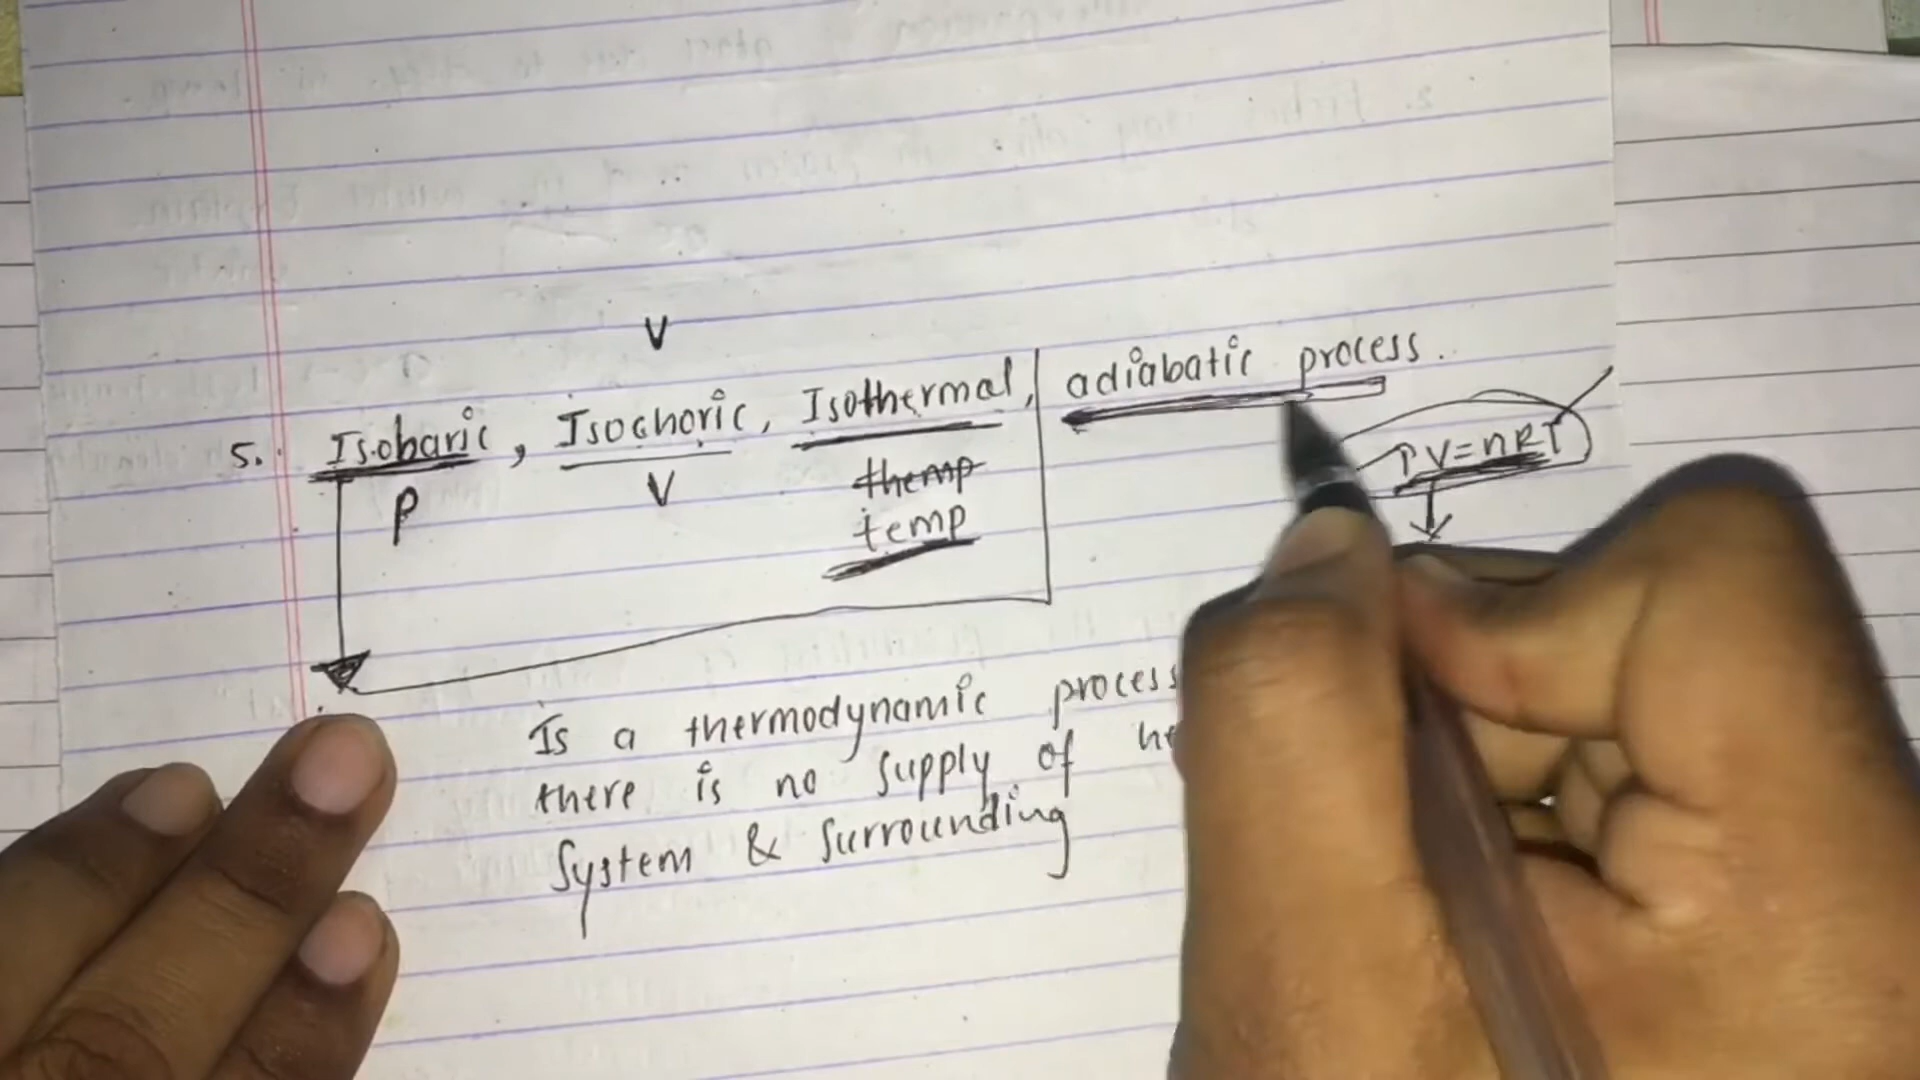 V
5. Isobaric, Isochoric, Isothermal, adiabatic process.
P V themp PV=nRT
temp
Is a thermodynamic process
there is no supply of
System & Surrounding